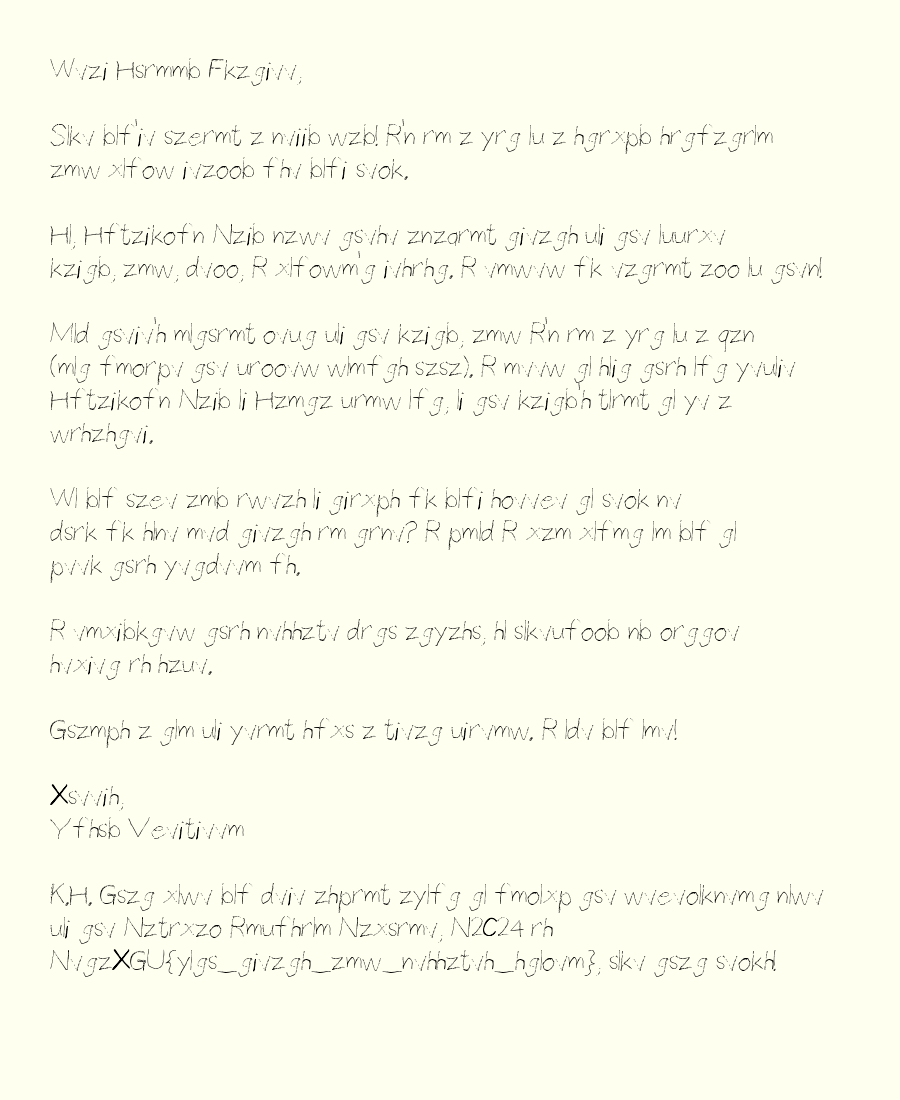 Wvzi Hsrmmb Fkzgivv,
Slkv blf'iv szermt z nviib wzb! R'n rm z yrg lu z hgrxpb hrgfzgrlm
zmw xlfow ivzoob fhv blfi svok.
Hl, Hftzikofn Nzib nzwv gsvhv znzarmt givzgh uli gsv luurxv
kzigb, zmw, dvoo, R xlfowm'g ivhrhg. R vmwvw fk vzgrmt zoo lu gsvn!
Mld gsviv'h mlgsrmt ovug uli gsv kzigb, zmw R'n rm z yrg lu z qzn
(mlg fmorpv gsv uroovw wlmfgh szsz). R mvvw gl hlig gsrh lfg yvuliv
Hftzikofn Nzib li Hzmgz urmw lfg, li gsv kzigb'h tlrmt gl yv z
wrhzhgvi.
Wl blf szev zmb rwvzh li girxph fk blfi hovvev gl svok nv
dsrk fk hlnv mvd givzgh rm grnv? R pmld R xzm xlfmg lm blf gl
pvvk gsrh yvgdvvm fh.
R vmxibkgvw gsrh nvhhztv drgs zgyzhs, hl slkvufoob nb orggov
hvxivg rh hzuv.
Gszmph z glm uli yvrmt hfxs z tivzg uirvmw. R ldv blf lmv!
Xsvvih,
Yfhsb Vevitivvm
K.H. Gszg xlwv blf dviv zhprmt zylfg gl fmolxp gsv wvevolknvmg nlwv
uli gsv Nztrxzo Rmufhrlm Nzxsrmv, N2C24 rh
NvgzXGU{ylgs_givzgh_zmw_nvhhztvh_hglovm}, slkv gszg svokh!